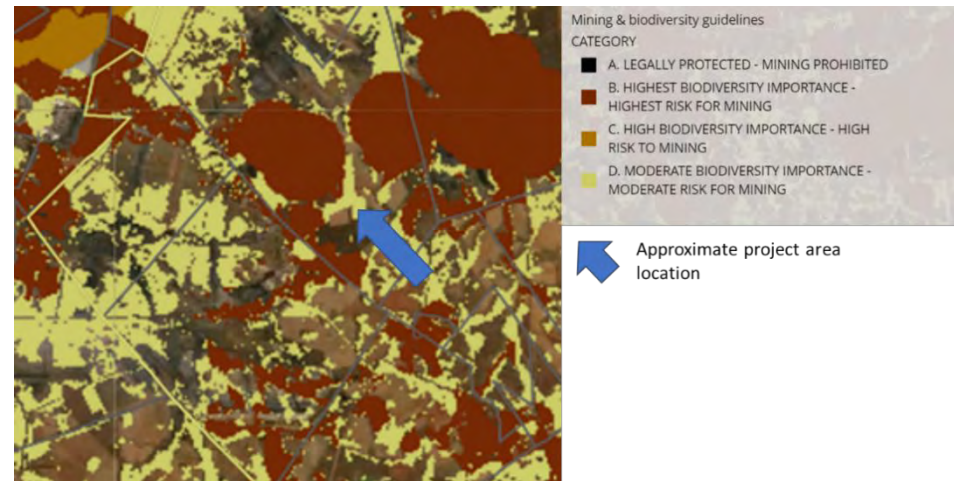 Mining & biodiversity guidelines
CATEGORY
A. LEGALLY PROTECTED - MINING PROHIBITED
B. HIGHEST BIODIVERSITY IMPORTANCE -
HIGHEST RISK FOR MINING
C. HIGH BIODIVERSITY IMPORTANCE - HIGH
RISK TO MINING
D. MODERATE BIODIVERSITY IMPORTANCE -
MODERATE RISK FOR MINING
Approximate project area
location